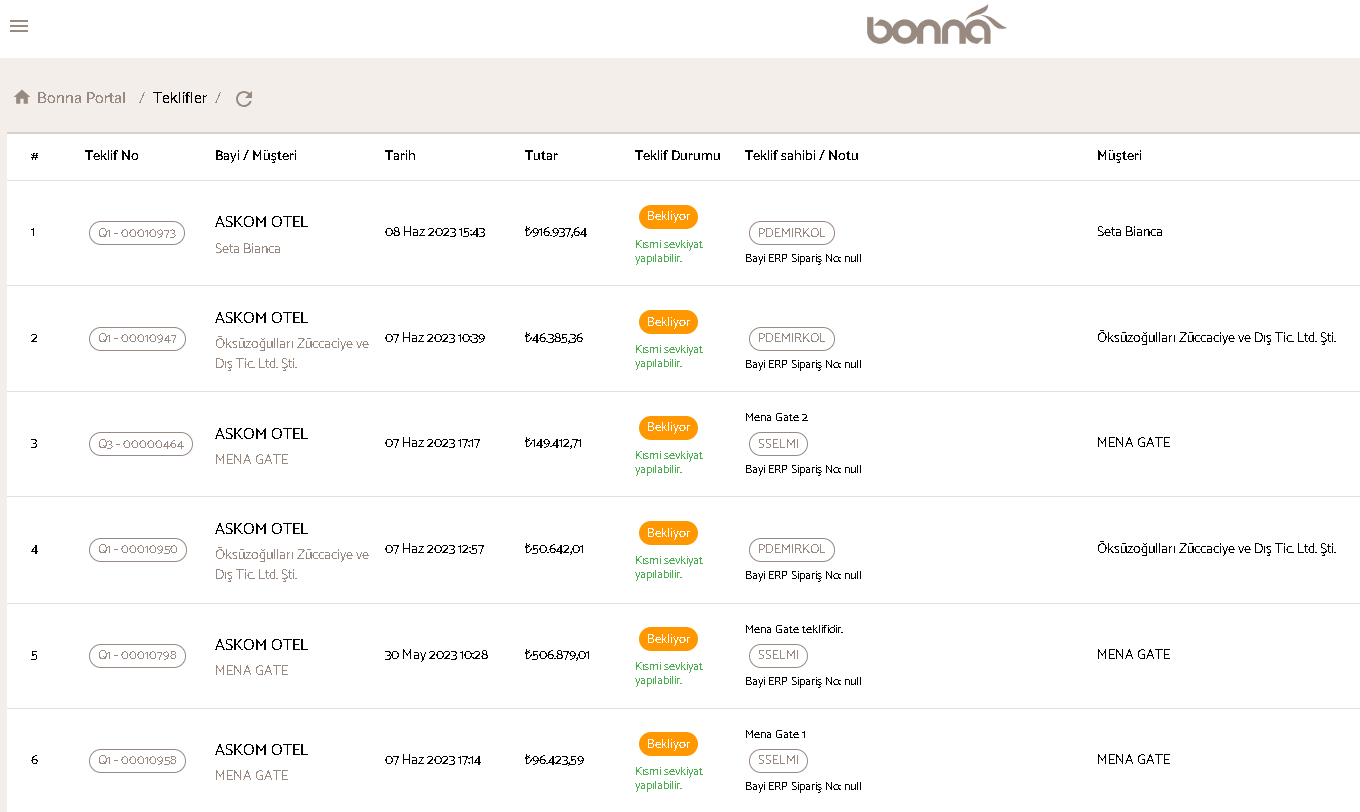 bonna
Bonna Portal / Teklifler /
# Teklif No Bayi / Müşteri Tarih Tutar Teklif Durumu Teklif sahibi / Notu Müşteri
1 Q1 - 00010973 ASKOM OTEL 08 Haz 2023 15:43 ₺916.937,64 Bekliyor PDEMIRKOL Seta Bianca
Seta Bianca Kısmi sevkiyat
yapılabilir. Bayi ERP Sipariş No: null
2 Q1 - 00010947 ASKOM OTEL 07 Haz 2023 10:39 ₺46.385,36 Bekliyor PDEMIRKOL Öksüzoğulları Züccaciye ve Dış Tic. Ltd. Şti.
Öksüzoğulları Züccaciye ve Kısmi sevkiyat
Dış Tic. Ltd. Şti. yapılabilir. Bayi ERP Sipariş No: null
Mena Gate 2
3 Q3 - 00000464 ASKOM OTEL 07 Haz 2023 17:17 ₺149.412,71 Bekliyor SSELMI MENA GATE
MENA GATE Kısmi sevkiyat
yapılabilir. Bayi ERP Sipariş No: null
4 Q1 - 00010950 ASKOM OTEL 07 Haz 2023 12:57 ₺50.642,01 Bekliyor PDEMIRKOL Öksüzoğulları Züccaciye ve Dış Tic. Ltd. Şti.
Öksüzoğulları Züccaciye ve Kısmi sevkiyat
Dış Tic. Ltd. Şti. yapılabilir. Bayi ERP Sipariş No: null
Mena Gate teklifidir.
5 Q1 - 00010798 ASKOM OTEL 30 May 2023 10:28 ₺506.879,01 Bekliyor SSELMI MENA GATE
MENA GATE Kısmi sevkiyat
yapılabilir. Bayi ERP Sipariş No: null
Mena Gate 1
6 Q1 - 00010958 ASKOM OTEL 07 Haz 2023 17:14 ₺96.423,59 Bekliyor SSELMI MENA GATE
MENA GATE Kısmi sevkiyat
yapılabilir. Bayi ERP Sipariş No: null